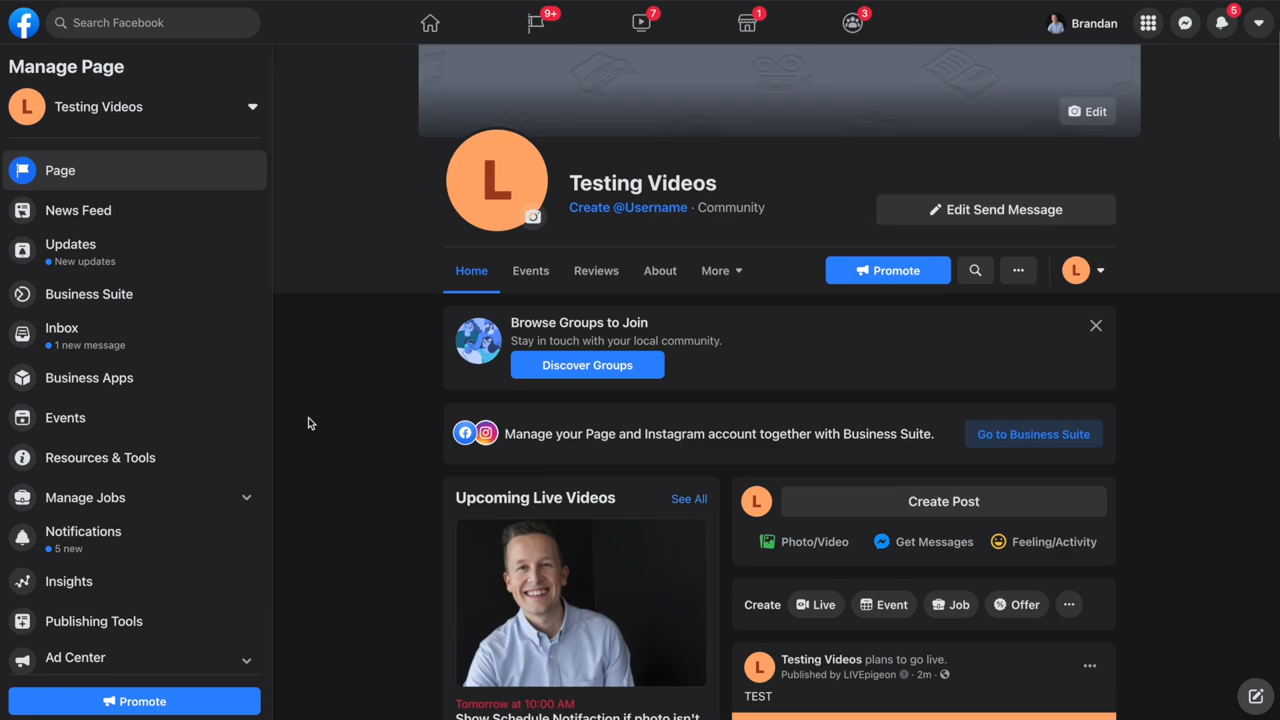 Search Facebook
9+
7
1
3
Brandan
5
Manage Page
L
Testing Videos
Page
News Feed
Updates
New updates
Business Suite
Inbox
1 new message
Business Apps
Events
Resources & Tools
Manage Jobs
Notifications
5 new
Insights
Publishing Tools
Ad Center
Promote
Edit
L
Testing Videos
Create @Username · Community
Edit Send Message
Home
Events
Reviews
About
More
Promote
L
Browse Groups to Join
Stay in touch with your local community.
Discover Groups
Manage your Page and Instagram account together with Business Suite.
Go to Business Suite
Upcoming Live Videos
See All
Tomorrow at 10:00 AM
Show Schedule Notifaction if photo isn't
L
Create Post
Photo/Video
Get Messages
Feeling/Activity
Create
Live
Event
Job
Offer
L
Testing Videos plans to go live.
Published by LIVEpigeon · 2m ·
TEST